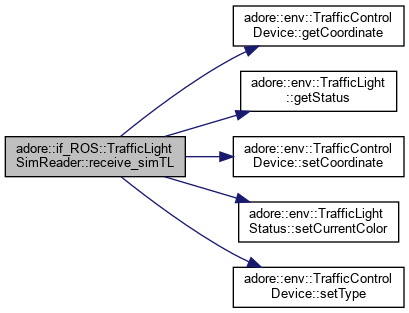 adore::env::TrafficControl
Device::getCoordinate
adore::env::TrafficLight
::getStatus
adore::if_ROS::TrafficLight
SimReader::receive_simTL
adore::env::TrafficControl
Device::setCoordinate
adore::env::TrafficLight
Status::setCurrentColor
adore::env::TrafficControl
Device::setType